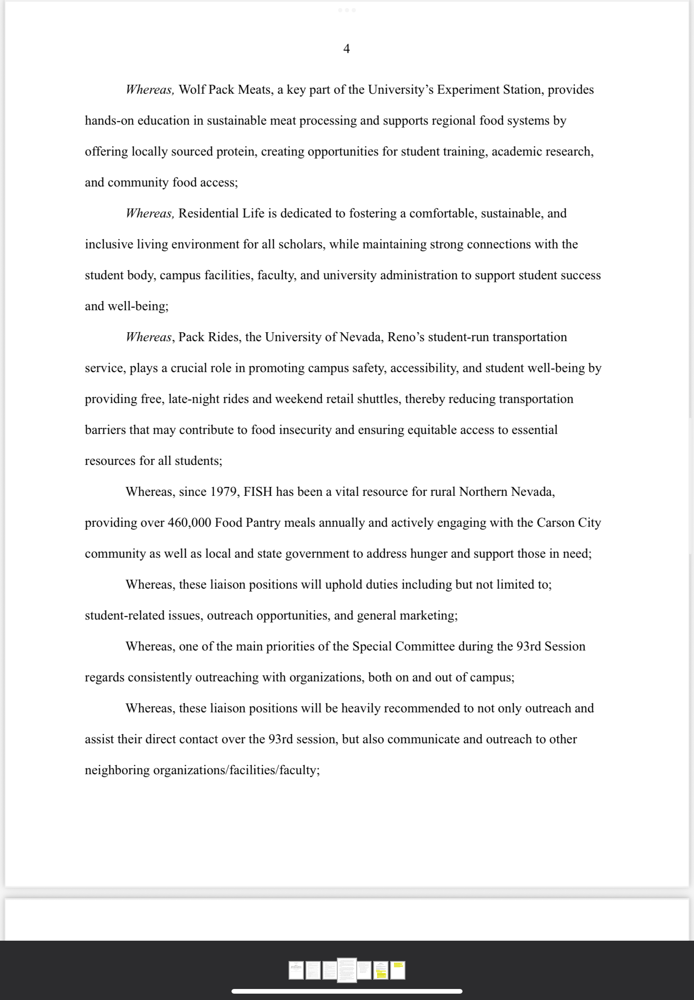 4
Whereas, Wolf Pack Meats, a key part of the University’s Experiment Station, provides
hands-on education in sustainable meat processing and supports regional food systems by
offering locally sourced protein, creating opportunities for student training, academic research,
and community food access;
Whereas, Residential Life is dedicated to fostering a comfortable, sustainable, and
inclusive living environment for all scholars, while maintaining strong connections with the
student body, campus facilities, faculty, and university administration to support student success
and well-being;
Whereas, Pack Rides, the University of Nevada, Reno’s student-run transportation
service, plays a crucial role in promoting campus safety, accessibility, and student well-being by
providing free, late-night rides and weekend retail shuttles, thereby reducing transportation
barriers that may contribute to food insecurity and ensuring equitable access to essential
resources for all students;
Whereas, since 1979, FISH has been a vital resource for rural Northern Nevada,
providing over 460,000 Food Pantry meals annually and actively engaging with the Carson City
community as well as local and state government to address hunger and support those in need;
Whereas, these liaison positions will uphold duties including but not limited to;
student-related issues, outreach opportunities, and general marketing;
Whereas, one of the main priorities of the Special Committee during the 93rd Session
regards consistently outreaching with organizations, both on and out of campus;
Whereas, these liaison positions will be heavily recommended to not only outreach and
assist their direct contact over the 93rd session, but also communicate and outreach to other
neighboring organizations/facilities/faculty;